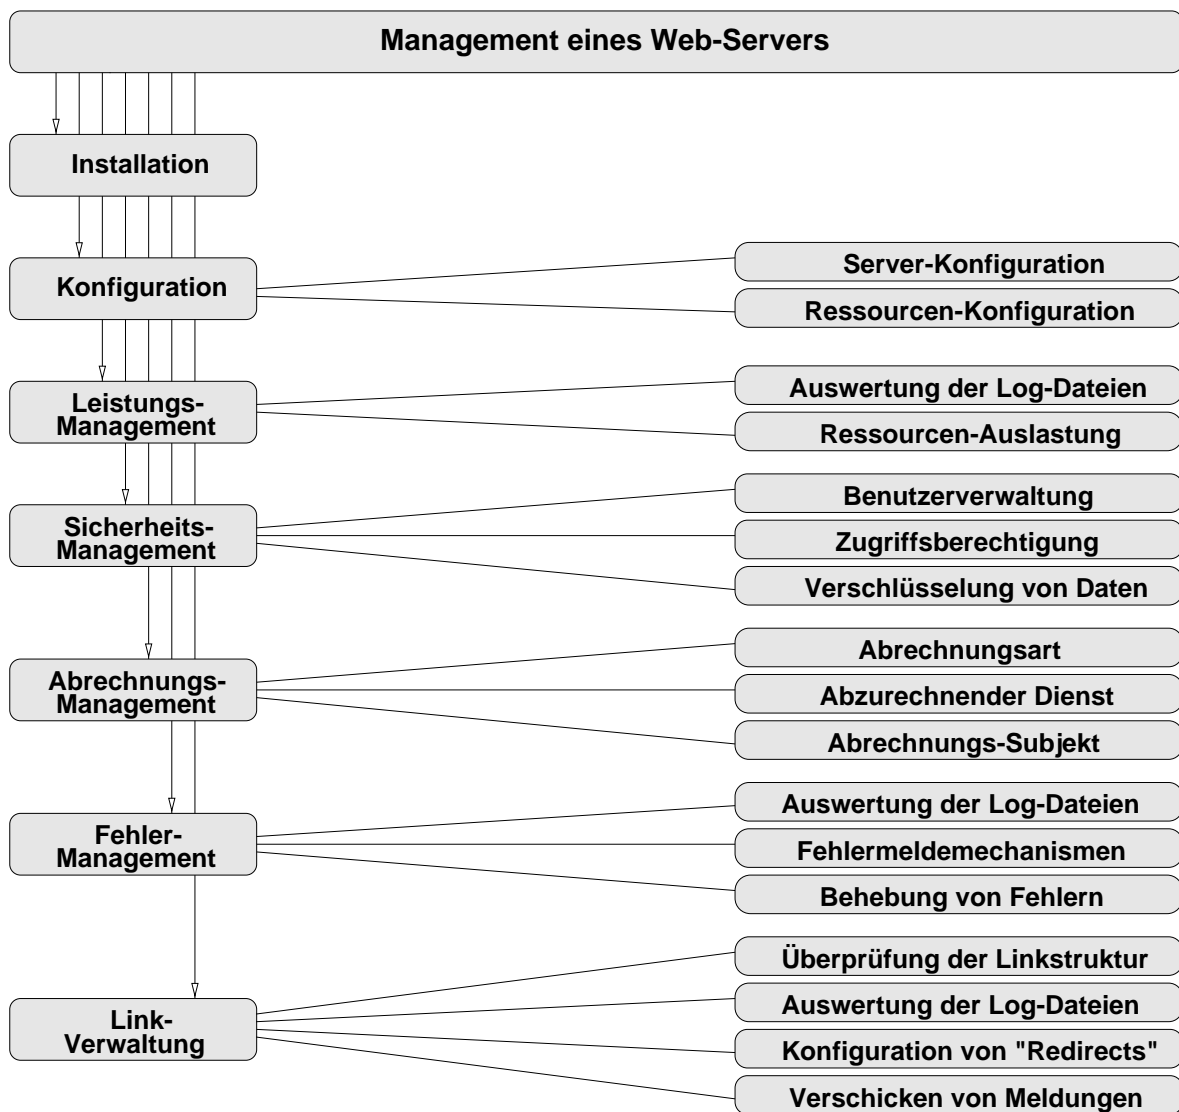 Management eines Web-Servers
Installation
Konfiguration
Server-Konfiguration
Ressourcen-Konfiguration
Leistungs-
Management
Auswertung der Log-Dateien
Ressourcen-Auslastung
Sicherheits-
Management
Benutzerverwaltung
Zugriffsberechtigung
Verschlüsselung von Daten
Abrechnungs-
Management
Abrechnungsart
Abzurechnender Dienst
Abrechnungs-Subjekt
Fehler-
Management
Auswertung der Log-Dateien
Fehlermeldemechanismen
Behebung von Fehlern
Link-
Verwaltung
Überprüfung der Linkstruktur
Auswertung der Log-Dateien
Konfiguration von "Redirects"
Verschicken von Meldungen